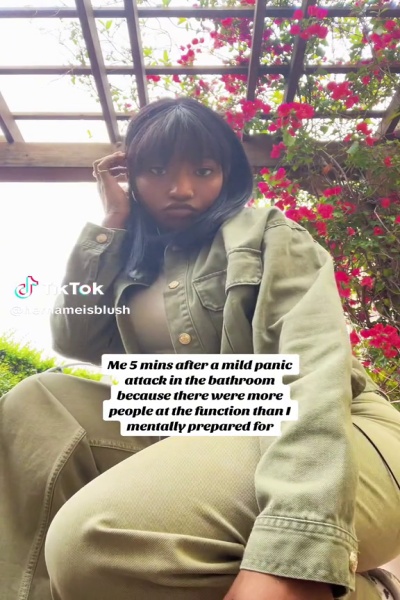 TikTok
Me 5 mins after a mild panic
attack in the bathroom
because there were more
people at the function than I
mentally prepared for